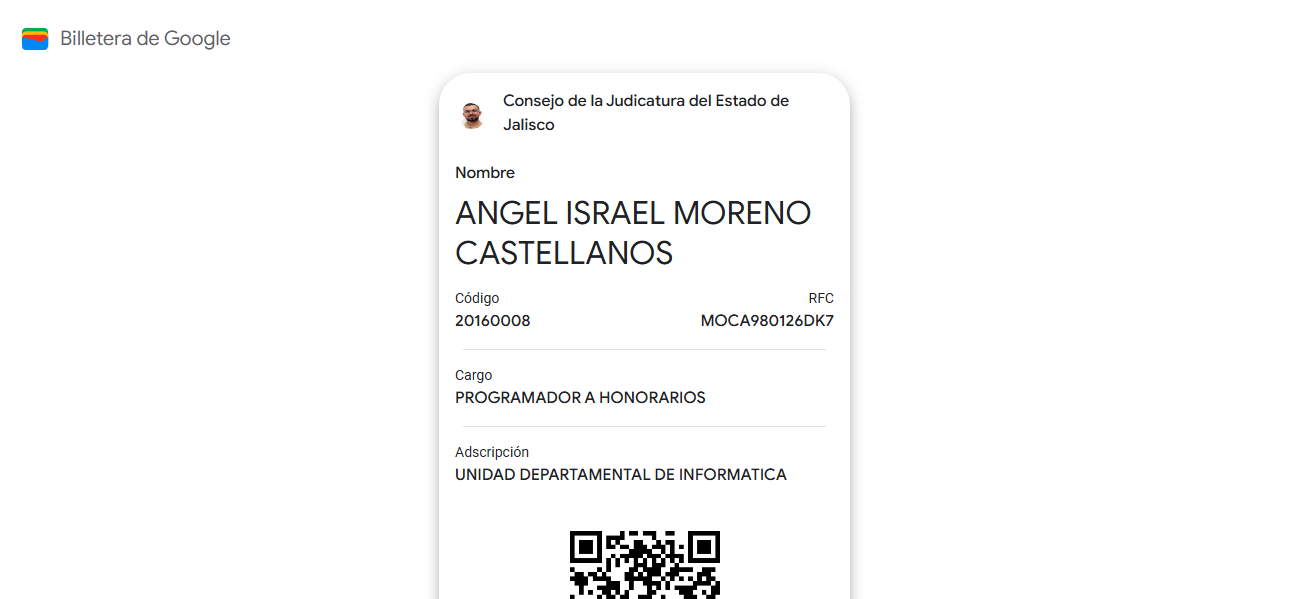 Billetera de Google
Consejo de la Judicatura del Estado de
Jalisco
Nombre
ANGEL ISRAEL MORENO
CASTELLANOS
Código
RFC
20160008
MOCA980126DK7
Cargo
PROGRAMADOR A HONORARIOS
Adscripción
UNIDAD DEPARTAMENTAL DE INFORMATICA